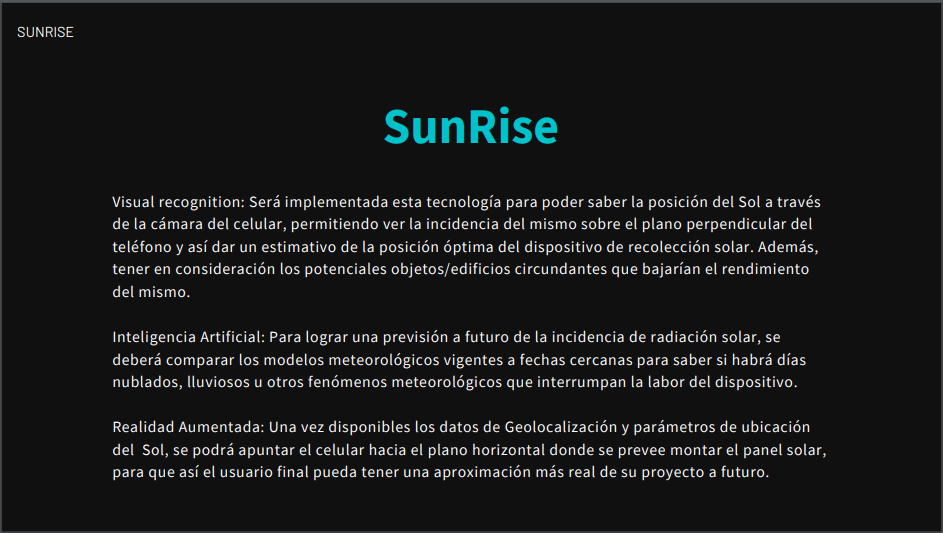 SUNRISE
SunRise
Visual recognition: Será implementada esta tecnología para poder saber la posición del Sol a través
de la cámara del celular, permitiendo ver la incidencia del mismo sobre el plano perpendicular del
teléfono y así dar un estimativo de la posición óptima del dispositivo de recolección solar. Además,
tener en consideración los potenciales objetos/edificios circundantes que bajarían el rendimiento
del mismo.
Inteligencia Artificial: Para lograr una previsión a futuro de la incidencia de radiación solar, se
deberá comparar los modelos meteorológicos vigentes a fechas cercanas para saber si habrá días
nublados, lluviosos u otros fenómenos meteorológicos que interrumpan la labor del dispositivo.
Realidad Aumentada: Una vez disponibles los datos de Geolocalización y parámetros de ubicación
del  Sol, se podrá apuntar el celular hacia el plano horizontal donde se prevee montar el panel solar,
para que así el usuario final pueda tener una aproximación más real de su proyecto a futuro.